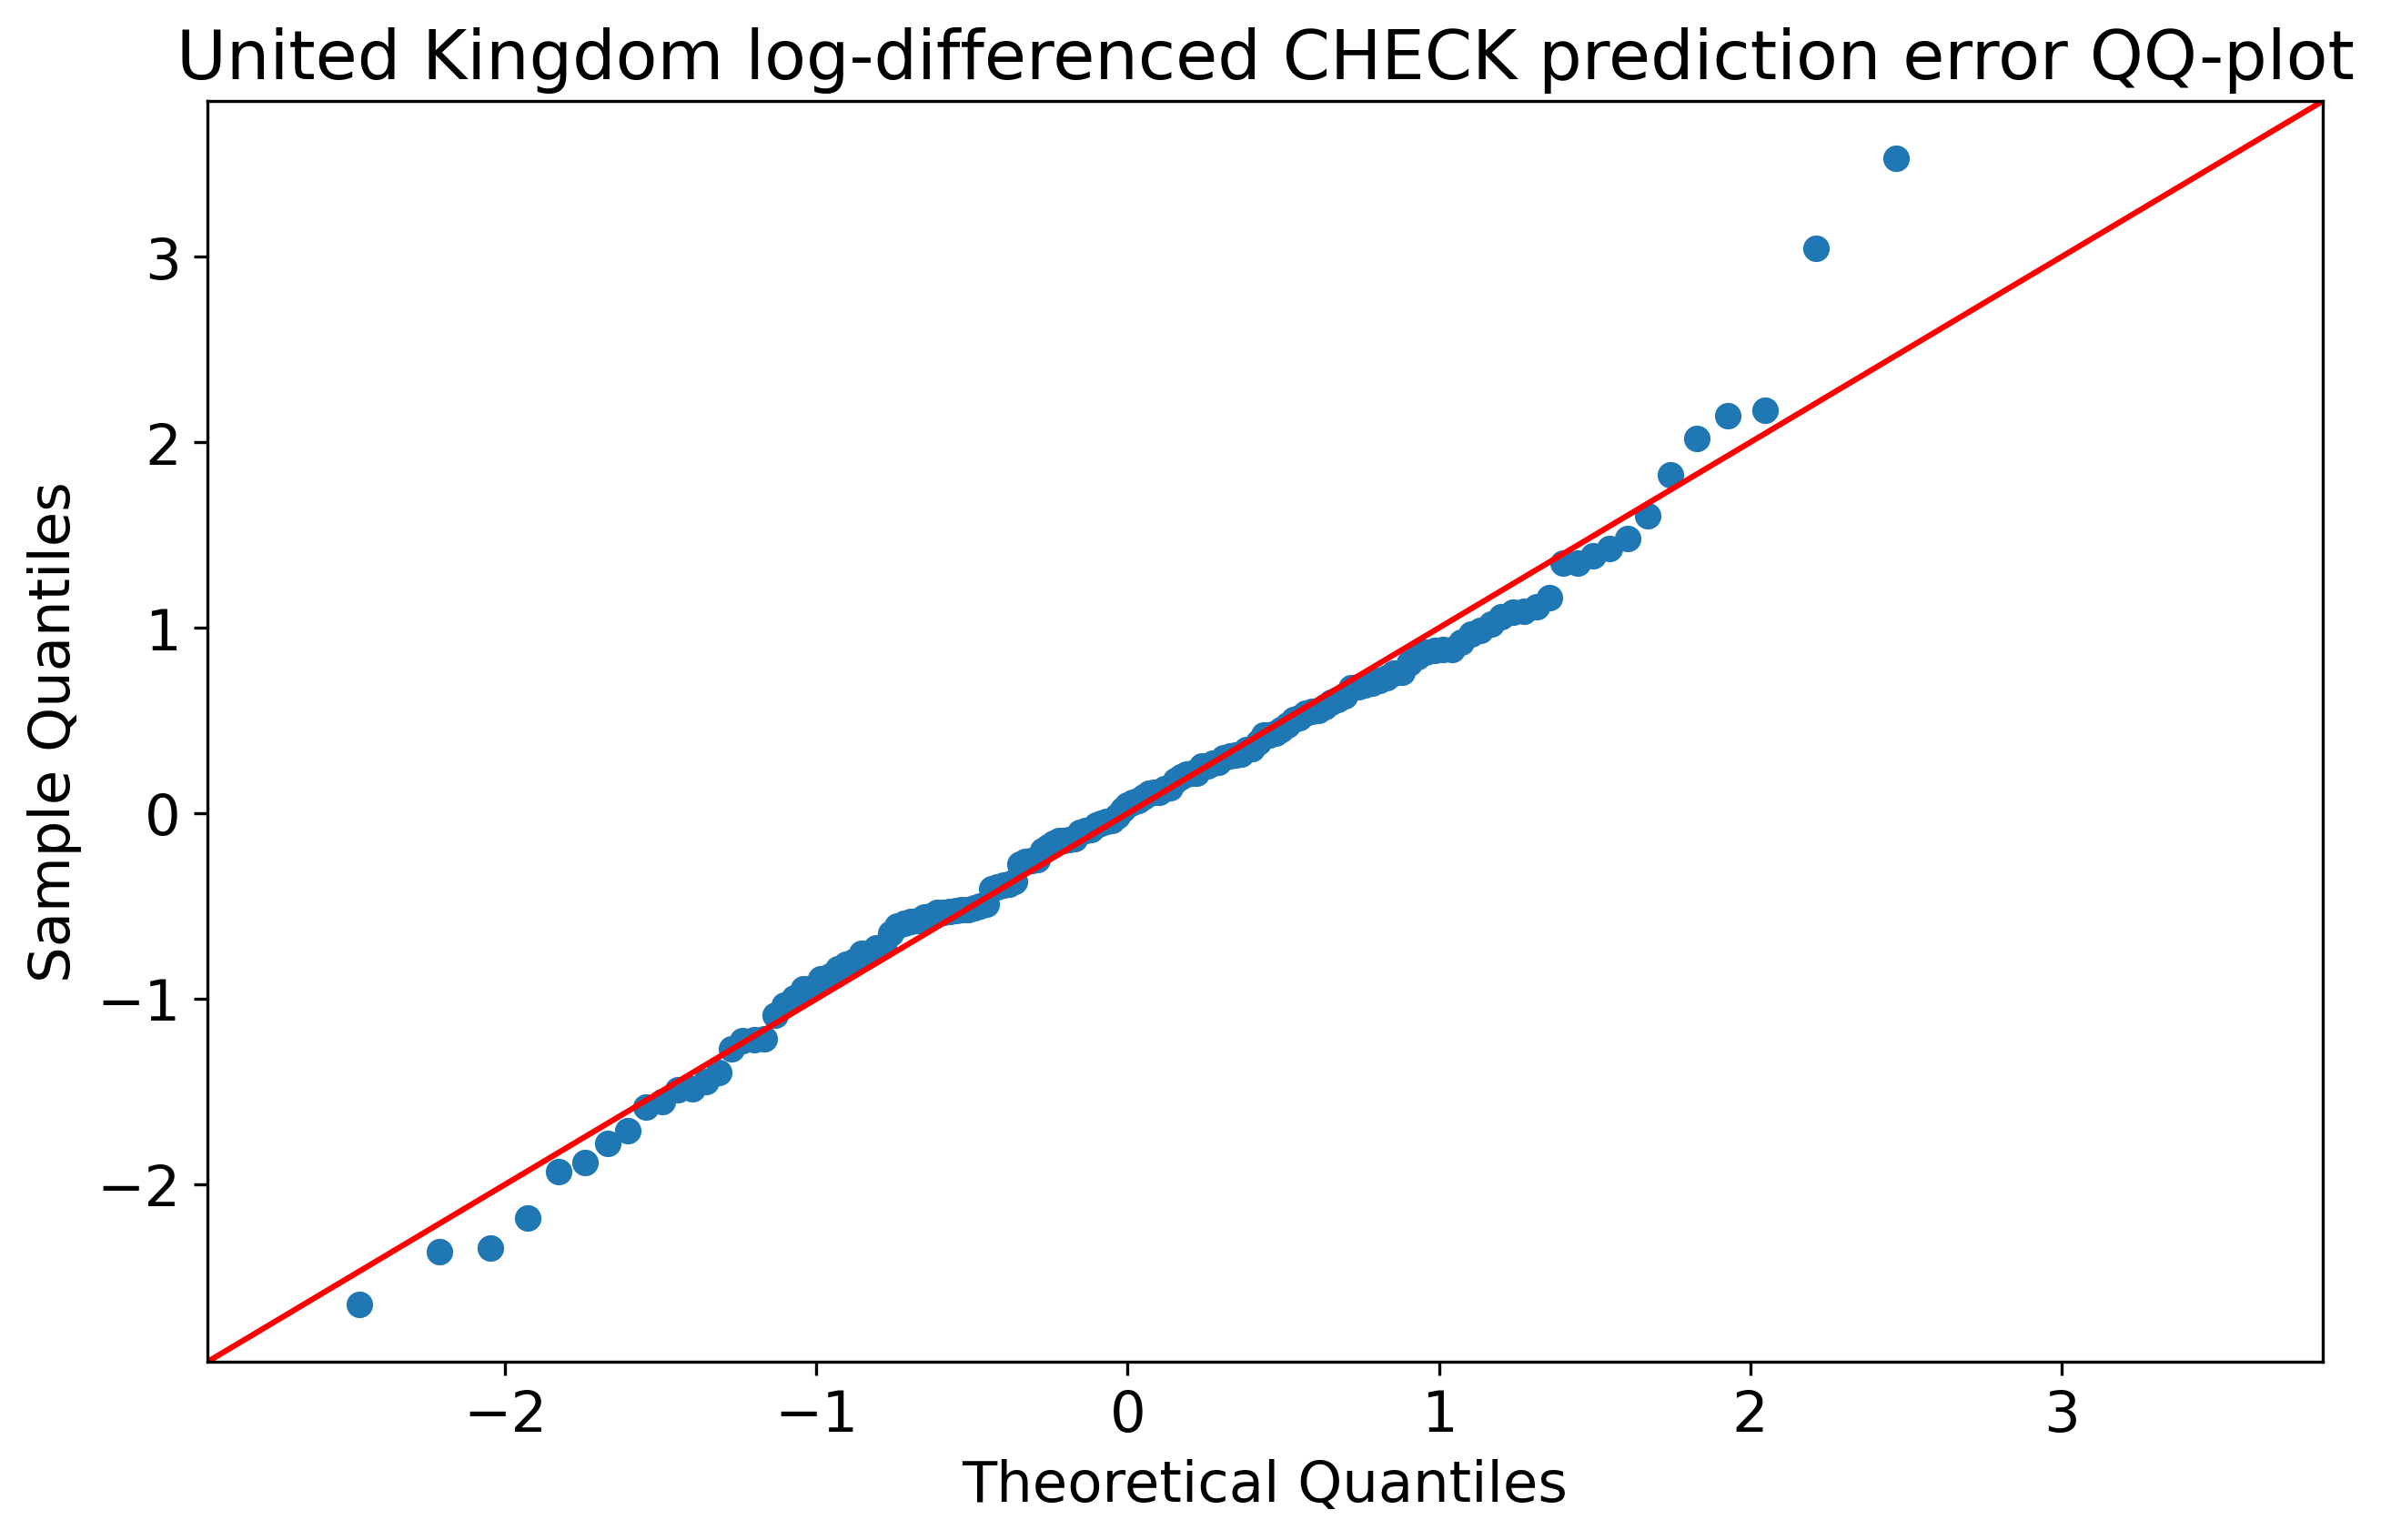 United Kingdom log-differenced CHECK prediction error QQ-plot
3
2
1
0
−1
−2
Sample Quantiles
−2 −1 0 1 2 3
Theoretical Quantiles